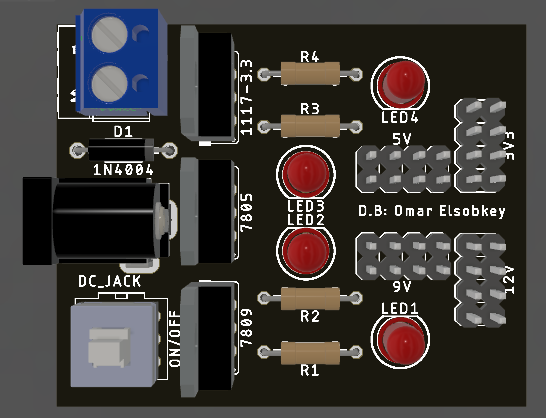 R4
1117-3.3
LED4
R3
D1
5V
3V3
1N4004
LED3
7805
LED2
D.B: Omar Elsobkey
DC_JACK
9V
12V
ON/OFF
7809
R2
LED1
R1